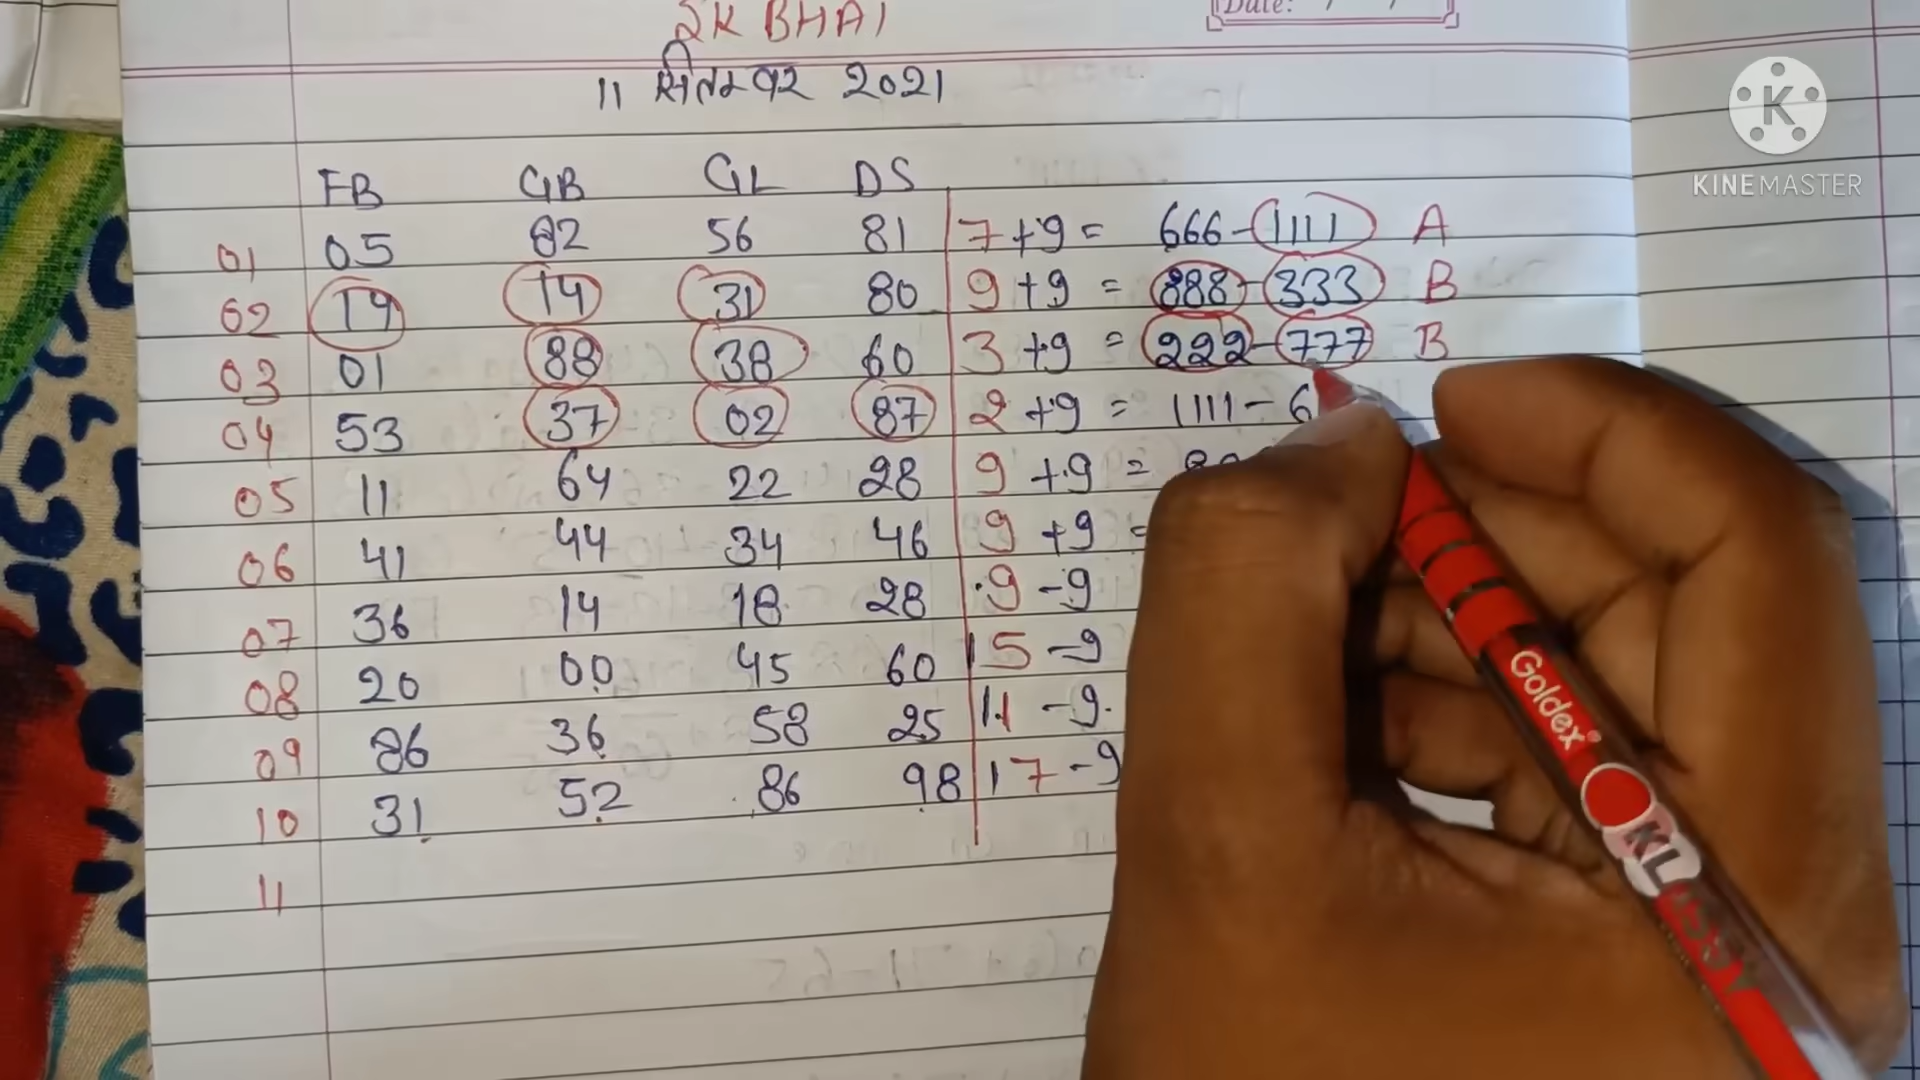 SK BHAI
Date:
11 सितम्बर 2021
K
KINEMASTER
FB GB GL DS
01 05 82 56 81 7+9= 666-1111 A
02 19 14 31 80 9+9= 888-333 B
03 01 88 38 60 3+9= 222-777 B
04 53 37 02 87 2+9= 1111-6
05 11 64 22 28 9+9=
06 41 44 34 46 9+9=
07 36 14 18 28 9-9
08 20 00 45 60 15-9
09 86 36 58 25 11-9
10 31 52 86 98 17-9
11
Goldex
KLASSY